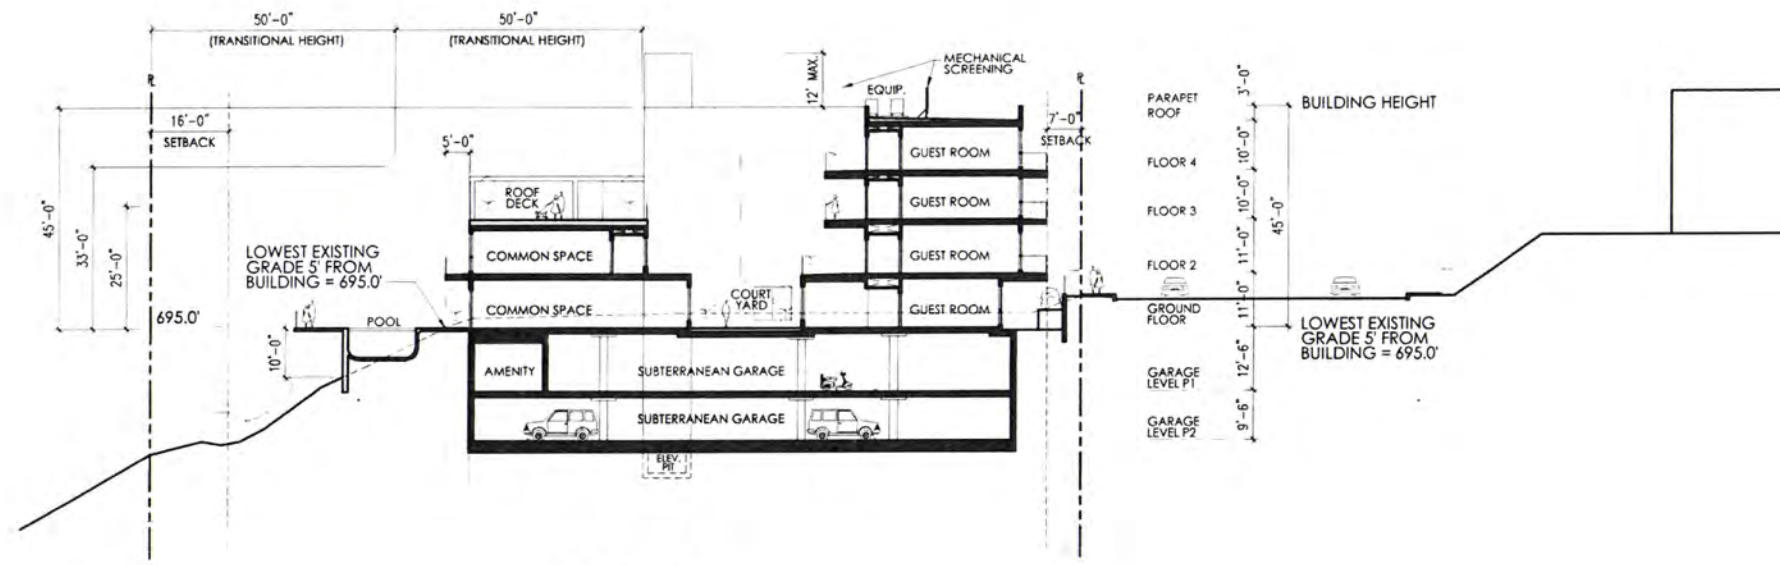 50'-0"
(TRANSITIONAL HEIGHT)
50'-0"
(TRANSITIONAL HEIGHT)
PL
16'-0"
SETBACK
5'-0"
45'-0"
33'-0"
25'-0"
LOWEST EXISTING
GRADE 5' FROM
BUILDING = 695.0'
695.0'
10'-0"
POOL
ROOF
DECK
COMMON SPACE
COMMON SPACE
COURT
YARD
AMENITY
SUBTERRANEAN GARAGE
SUBTERRANEAN GARAGE
ELEV.
PIT
12' MAX.
MECHANICAL
SCREENING
EQUIP.
GUEST ROOM
GUEST ROOM
GUEST ROOM
GUEST ROOM
PL
7'-0"
SETBACK
PARAPET
ROOF
FLOOR 4
FLOOR 3
FLOOR 2
GROUND
FLOOR
GARAGE
LEVEL P1
GARAGE
LEVEL P2
3'-0"
10'-0"
10'-0"
11'-0"
11'-0"
12'-6"
9'-6"
45'-0"
BUILDING HEIGHT
LOWEST EXISTING
GRADE 5' FROM
BUILDING = 695.0'